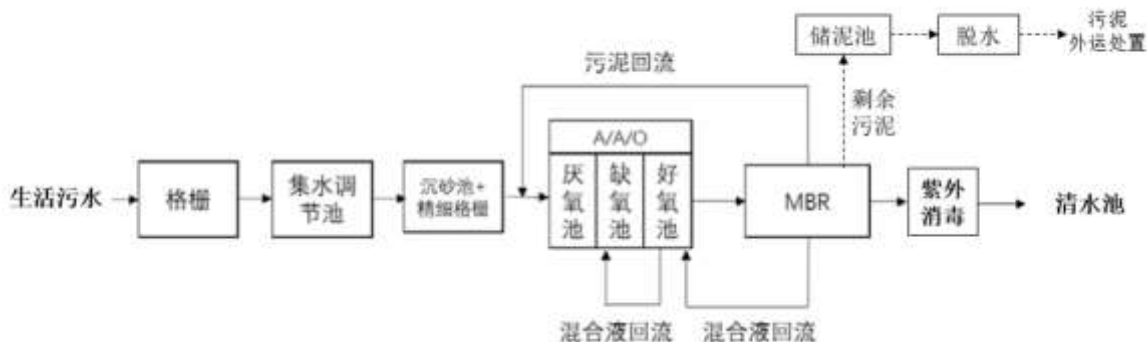 储泥池
脱水
污泥
外运处置
污泥回流
剩余
污泥
A/A/O
生活污水
格栅
集水调
节池
沉砂池+
精细格栅
厌
氧
池
缺
氧
池
好
氧
池
MBR
紫外
消毒
清水池
混合液回流
混合液回流